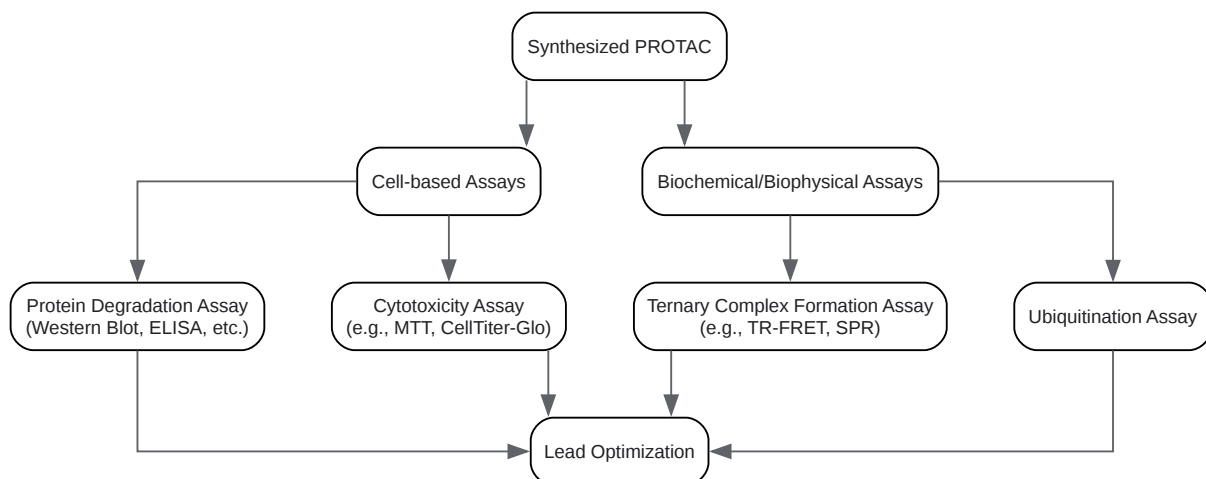 Synthesized PROTAC
Cell-based Assays
Biochemical/Biophysical Assays
Protein Degradation Assay
(Western Blot, ELISA, etc.)
Cytotoxicity Assay
(e.g., MTT, CellTiter-Glo)
Ternary Complex Formation Assay
(e.g., TR-FRET, SPR)
Ubiquitination Assay
Lead Optimization